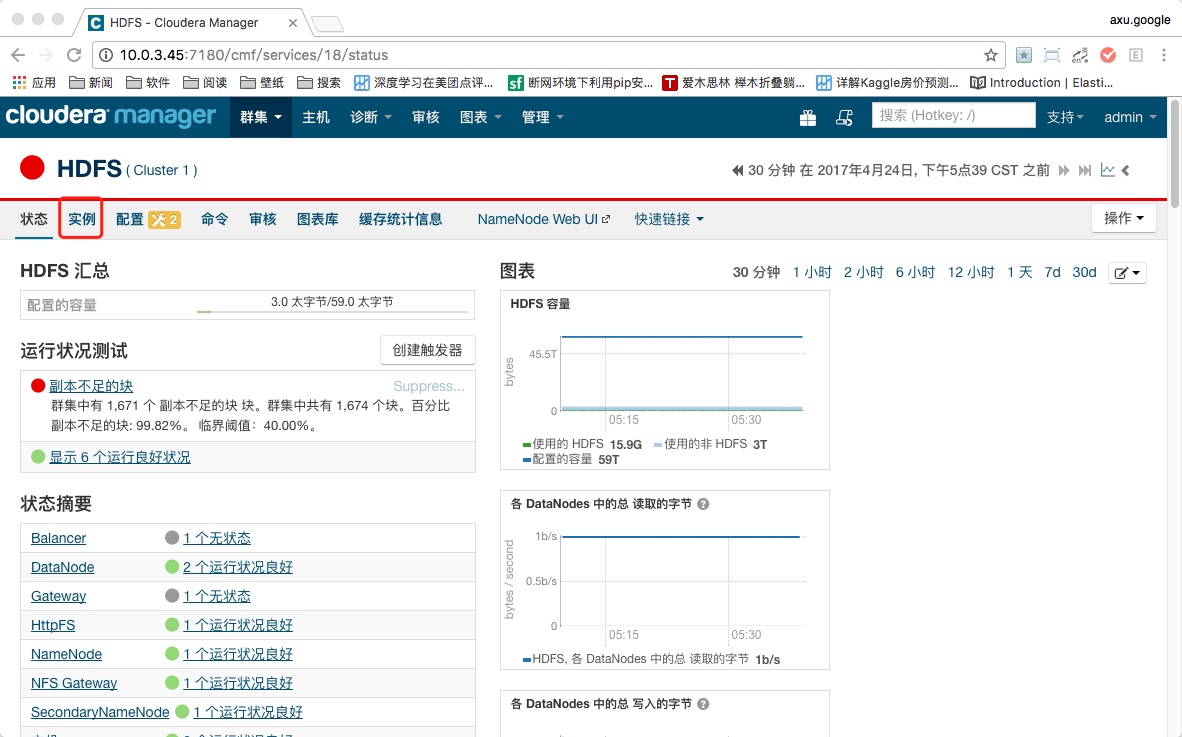 HDFS - Cloudera Manager
axu.google
10.0.3.45:7180/cmf/services/18/status
应用 新闻 软件 阅读 壁纸 搜索 深度学习在美团点评... 断网环境下利用pip安... 爱木思林 榉木折叠躺... 详解Kaggle房价预测... Introduction | Elasti...
cloudera manager 群集 主机 诊断 审核 图表 管理 搜索 (Hotkey: /) 支持 admin
HDFS ( Cluster 1 ) 30 分钟 在 2017年4月24日, 下午5点39 CST 之前
状态 实例 配置 2 命令 审核 图表库 缓存统计信息 NameNode Web UI 快速链接 操作
HDFS 汇总
配置的容量 3.0 太字节/59.0 太字节
运行状况测试 创建触发器
副本不足的块 Suppress...
群集中有 1,671 个 副本不足的块 块。群集中共有 1,674 个块。百分比
副本不足的块: 99.82%。 临界阈值：40.00%。
显示 6 个运行良好状况
状态摘要
Balancer 1 个无状态
DataNode 2 个运行状况良好
Gateway 1 个无状态
HttpFS 1 个运行状况良好
NameNode 1 个运行状况良好
NFS Gateway 1 个运行状况良好
SecondaryNameNode 1 个运行状况良好
图表 30 分钟 1 小时 2 小时 6 小时 12 小时 1 天 7d 30d
HDFS 容量
bytes
45.5T
0
05:15 05:30
使用的 HDFS 15.9G 使用的非 HDFS 3T
配置的容量 59T
各 DataNodes 中的总 读取的字节
bytes / second
1b/s
0.5b/s
0
05:15 05:30
HDFS, 各 DataNodes 中的总 读取的字节 1b/s
各 DataNodes 中的总 写入的字节